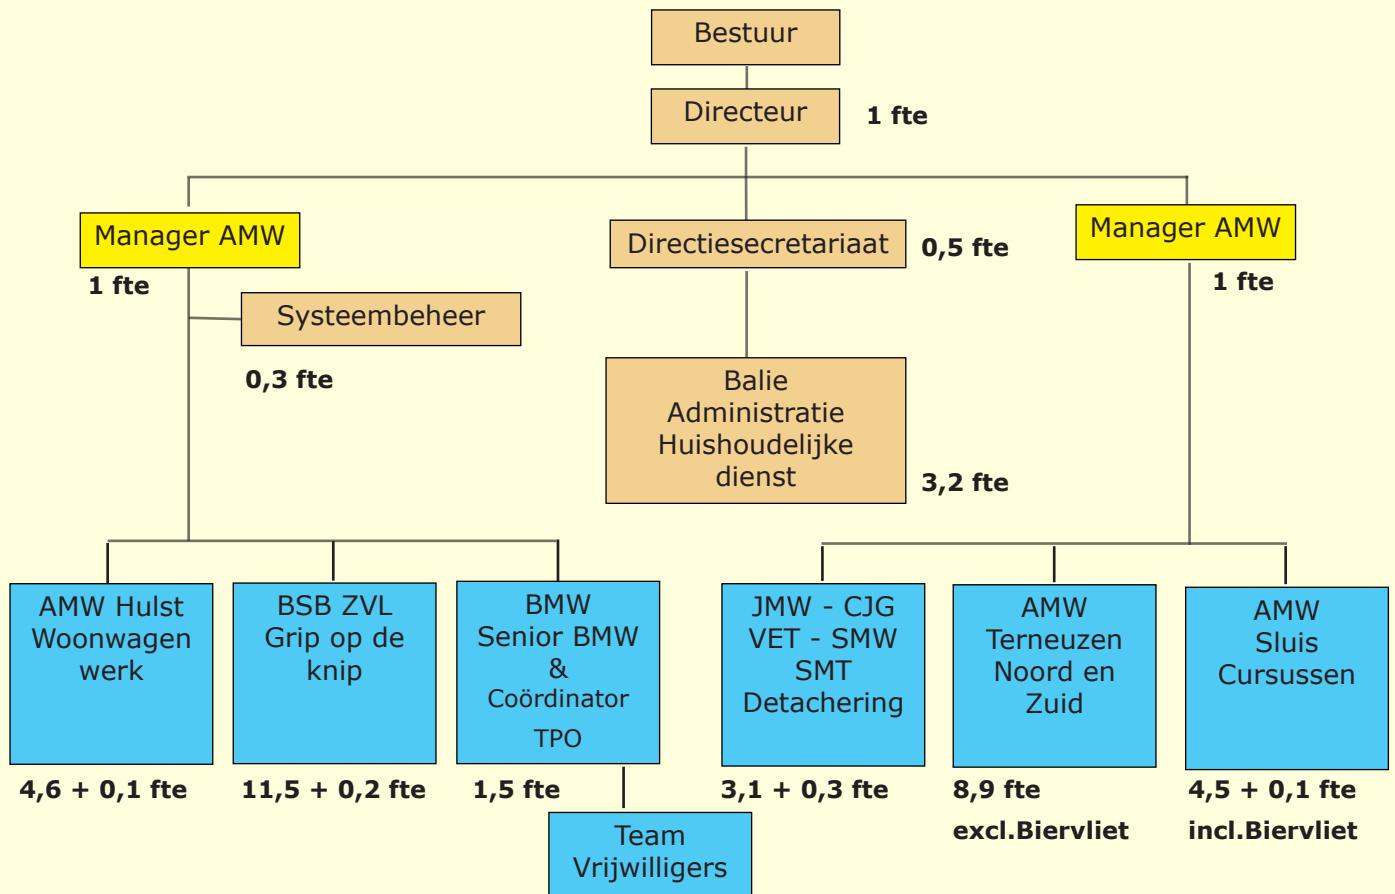 Bestuur
Directeur
1 fte
Manager AMW
1 fte
Directiesecretariaat
0,5 fte
Manager AMW
1 fte
Systeembeheer
0,3 fte
Balie
Administratie
Huishoudelijke
dienst
3,2 fte
AMW Hulst
Woonwagen
werk
4,6 + 0,1 fte
BSB ZVL
Grip op de
knip
11,5 + 0,2 fte
BMW
Senior BMW
&
Coördinator
TPO
1,5 fte
Team
Vrijwilligers
JMW - CJG
VET - SMW
SMT
Detachering
3,1 + 0,3 fte
AMW
Terneuzen
Noord en
Zuid
8,9 fte
excl.Biervliet
AMW
Sluis
Cursussen
4,5 + 0,1 fte
incl.Biervliet